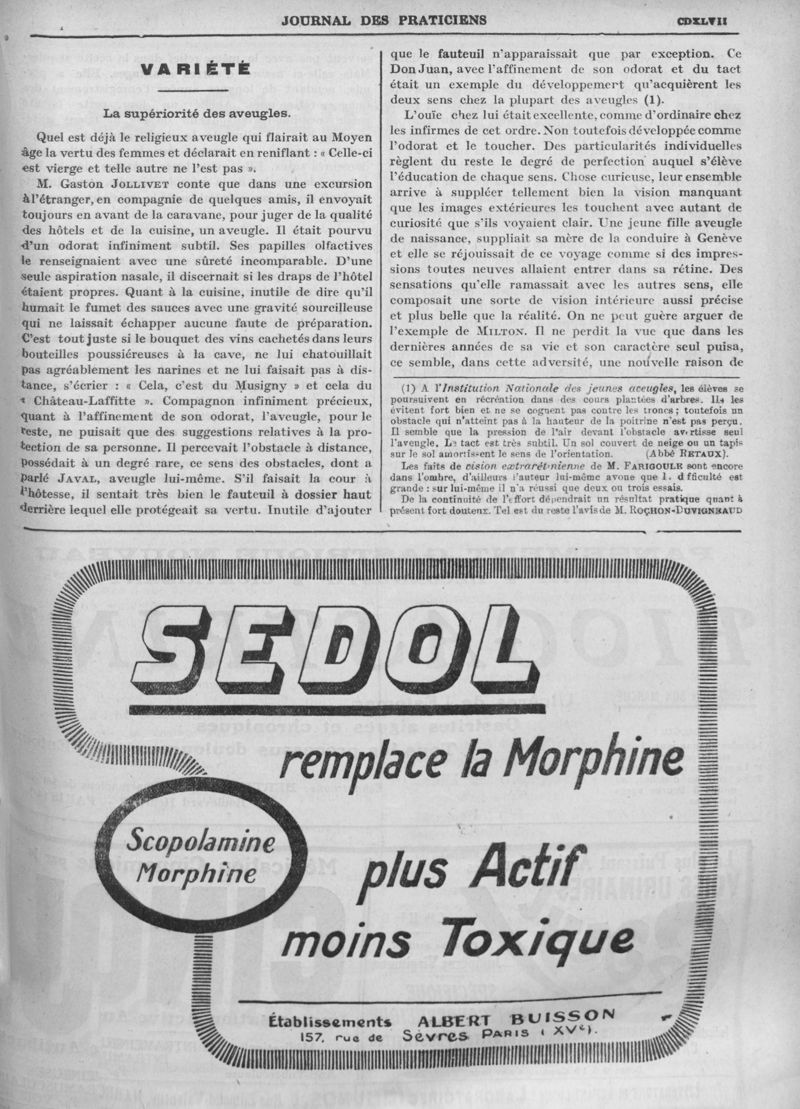 JOURNAL DES PRATICIENS
CDXLVII
VARIÉTÉ
La supériorité des aveugles.
Quel est déjà le religieux aveugle qui flairait au Moyen
âge la vertu des femmes et déclarait en reniflant : « Celle-ci
est vierge et telle autre ne l'est pas ».
M. Gaston JOLLIVET conte que dans une excursion
à l'étranger, en compagnie de quelques amis, il envoyait
toujours en avant de la caravane, pour juger de la qualité
des hôtels et de la cuisine, un aveugle. Il était pourvu
d'un odorat infiniment subtil. Ses papilles olfactives
le renseignaient avec une sûreté incomparable. D'une
seule aspiration nasale, il discernait si les draps de l'hôtel
étaient propres. Quant à la cuisine, inutile de dire qu'il
humait le fumet des sauces avec une gravité sourcilleuse
qui ne laissait échapper aucune faute de préparation.
C'est tout juste si le bouquet des vins cachetés dans leurs
bouteilles poussiéreuses à la cave, ne lui chatouillait
pas agréablement les narines et ne lui faisait pas à dis-
tance, s'écrier : « Cela, c'est du Musigny » et cela du
« Château-Laffitte ». Compagnon infiniment précieux,
quant à l'affinement de son odorat, l'aveugle, pour le
reste, ne puisait que des suggestions relatives à la pro-
tection de sa personne. Il percevait l'obstacle à distance,
possédait à un degré rare, ce sens des obstacles, dont a
parlé JAVAL, aveugle lui-même. S'il faisait la cour à
l'hôtesse, il sentait très bien le fauteuil à dossier haut
derrière lequel elle protégeait sa vertu. Inutile d'ajouter
que le fauteuil n'apparaissait que par exception. Ce
Don Juan, avec l'affinement de son odorat et du tact
était un exemple du développement qu'acquièrent les
deux sens chez la plupart des aveugles (1).
L'ouïe chez lui était excellente, comme d'ordinaire chez
les infirmes de cet ordre. Non toutefois développée comme
l'odorat et le toucher. Des particularités individuelles
règlent du reste le degré de perfection auquel s'élève
l'éducation de chaque sens. Chose curieuse, leur ensemble
arrive à suppléer tellement bien la vision manquant
que les images extérieures les touchent avec autant de
curiosité que s'ils voyaient clair. Une jeune fille aveugle
de naissance, suppliait sa mère de la conduire à Genève
et elle se réjouissait de ce voyage comme si des impres-
sions toutes neuves allaient entrer dans sa rétine. Des
sensations qu'elle ramassait avec les autres sens, elle
composait une sorte de vision intérieure aussi précise
et plus belle que la réalité. On ne peut guère arguer de
l'exemple de MILTON. Il ne perdit la vue que dans les
dernières années de sa vie et son caractère seul puisa,
ce semble, dans cette adversité, une nouvelle raison de
(1) A l'Institution Nationale des jeunes aveugles, les élèves se
poursuivent en récréation dans des cours plantées d'arbres. Ils les
évitent fort bien et ne se cognent pas contre les troncs ; toutefois un
obstacle qui n'atteint pas à la hauteur de la poitrine n'est pas perçu.
Il semble que la pression de l'air devant l'obstacle avertisse seul
l'aveugle. Le tact est très subtil. Un sol couvert de neige ou un tapis
sur le sol amortissent le sens de l'orientation. (Abbé RETAUX).
Les faits de vision extrarétinienne de M. FARIGOULE sont encore
dans l'ombre, d'ailleurs l'auteur lui-même avoue que la difficulté est
grande : sur lui-même il n'a réussi que deux ou trois essais.
De la continuité de l'effort dépendrait un résultat pratique quant à
présent fort douteux. Tel est du reste l'avis de M. ROCHON-DUVIGNEAUD
SEDOL
remplace la Morphine
Scopolamine
Morphine
plus Actif
moins Toxique
Établissements ALBERT BUISSON
157, rue de Sèvres PARIS (XVe).